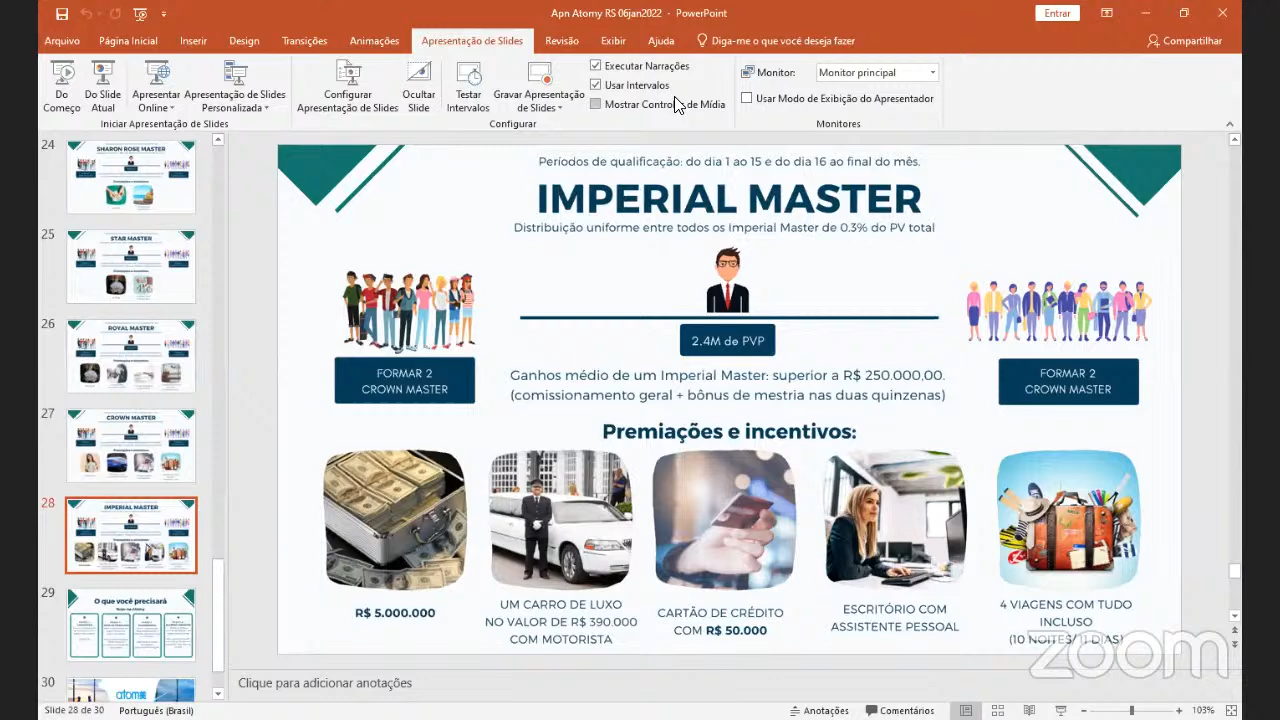 Apn Atomy RS 06jan2022 - PowerPoint
Entrar
Arquivo
Página Inicial
Inserir
Design
Transições
Animações
Apresentação de Slides
Revisão
Exibir
Ajuda
Diga-me o que você deseja fazer
Compartilhar
Do Começo
Do Slide Atual
Apresentar Online
Apresentação de Slides Personalizada
Iniciar Apresentação de Slides
Configurar Apresentação de Slides
Ocultar Slide
Testar Intervalos
Gravar Apresentação de Slides
Executar Narrações
Usar Intervalos
Mostrar Controles de Mídia
Configurar
Monitor:
Monitor principal
Usar Modo de Exibição do Apresentador
Monitores
24
SHARON ROSE MASTER
25
STAR MASTER
26
ROYAL MASTER
27
CROWN MASTER
28
IMPERIAL MASTER
29
O que você precisará
30
atom
Períodos de qualificação: do dia 1 ao 15 e do dia 16 ao final do mês.
IMPERIAL MASTER
Distribuição uniforme entre todos os Imperial Master de 1.3% do PV total
2.4M de PVP
FORMAR 2
CROWN MASTER
FORMAR 2
CROWN MASTER
Ganhos médio de um Imperial Master: superior a R$ 250.000,00.
(comissionamento geral + bônus de mestria nas duas quinzenas)
Premiações e incentivos:
R$ 5.000.000
UM CARRO DE LUXO
NO VALOR DE R$ 390.000
COM MOTORISTA
CARTÃO DE CRÉDITO
COM R$ 50.000
ESCRITÓRIO COM
ASSISTENTE PESSOAL
4 VIAGENS COM TUDO
INCLUSO
(10 NOITES/ 11 DIAS)
zoom
Clique para adicionar anotações
Slide 28 de 30
Português (Brasil)
Anotações
Comentários
103%